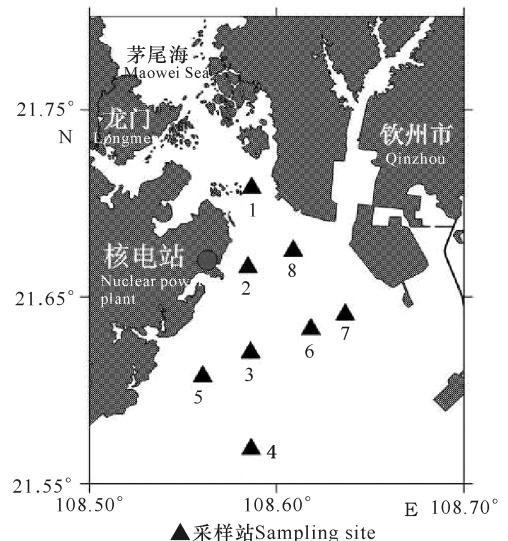 茅尾海
Maowei Sea
21.75°
N
龙门
Longmen
钦州市
Qinzhou
1
核电站
Nuclear pow
plant
2
8
21.65°
7
6
3
5
4
21.55°
108.50° 108.60° E 108.70°
▲采样站Sampling site